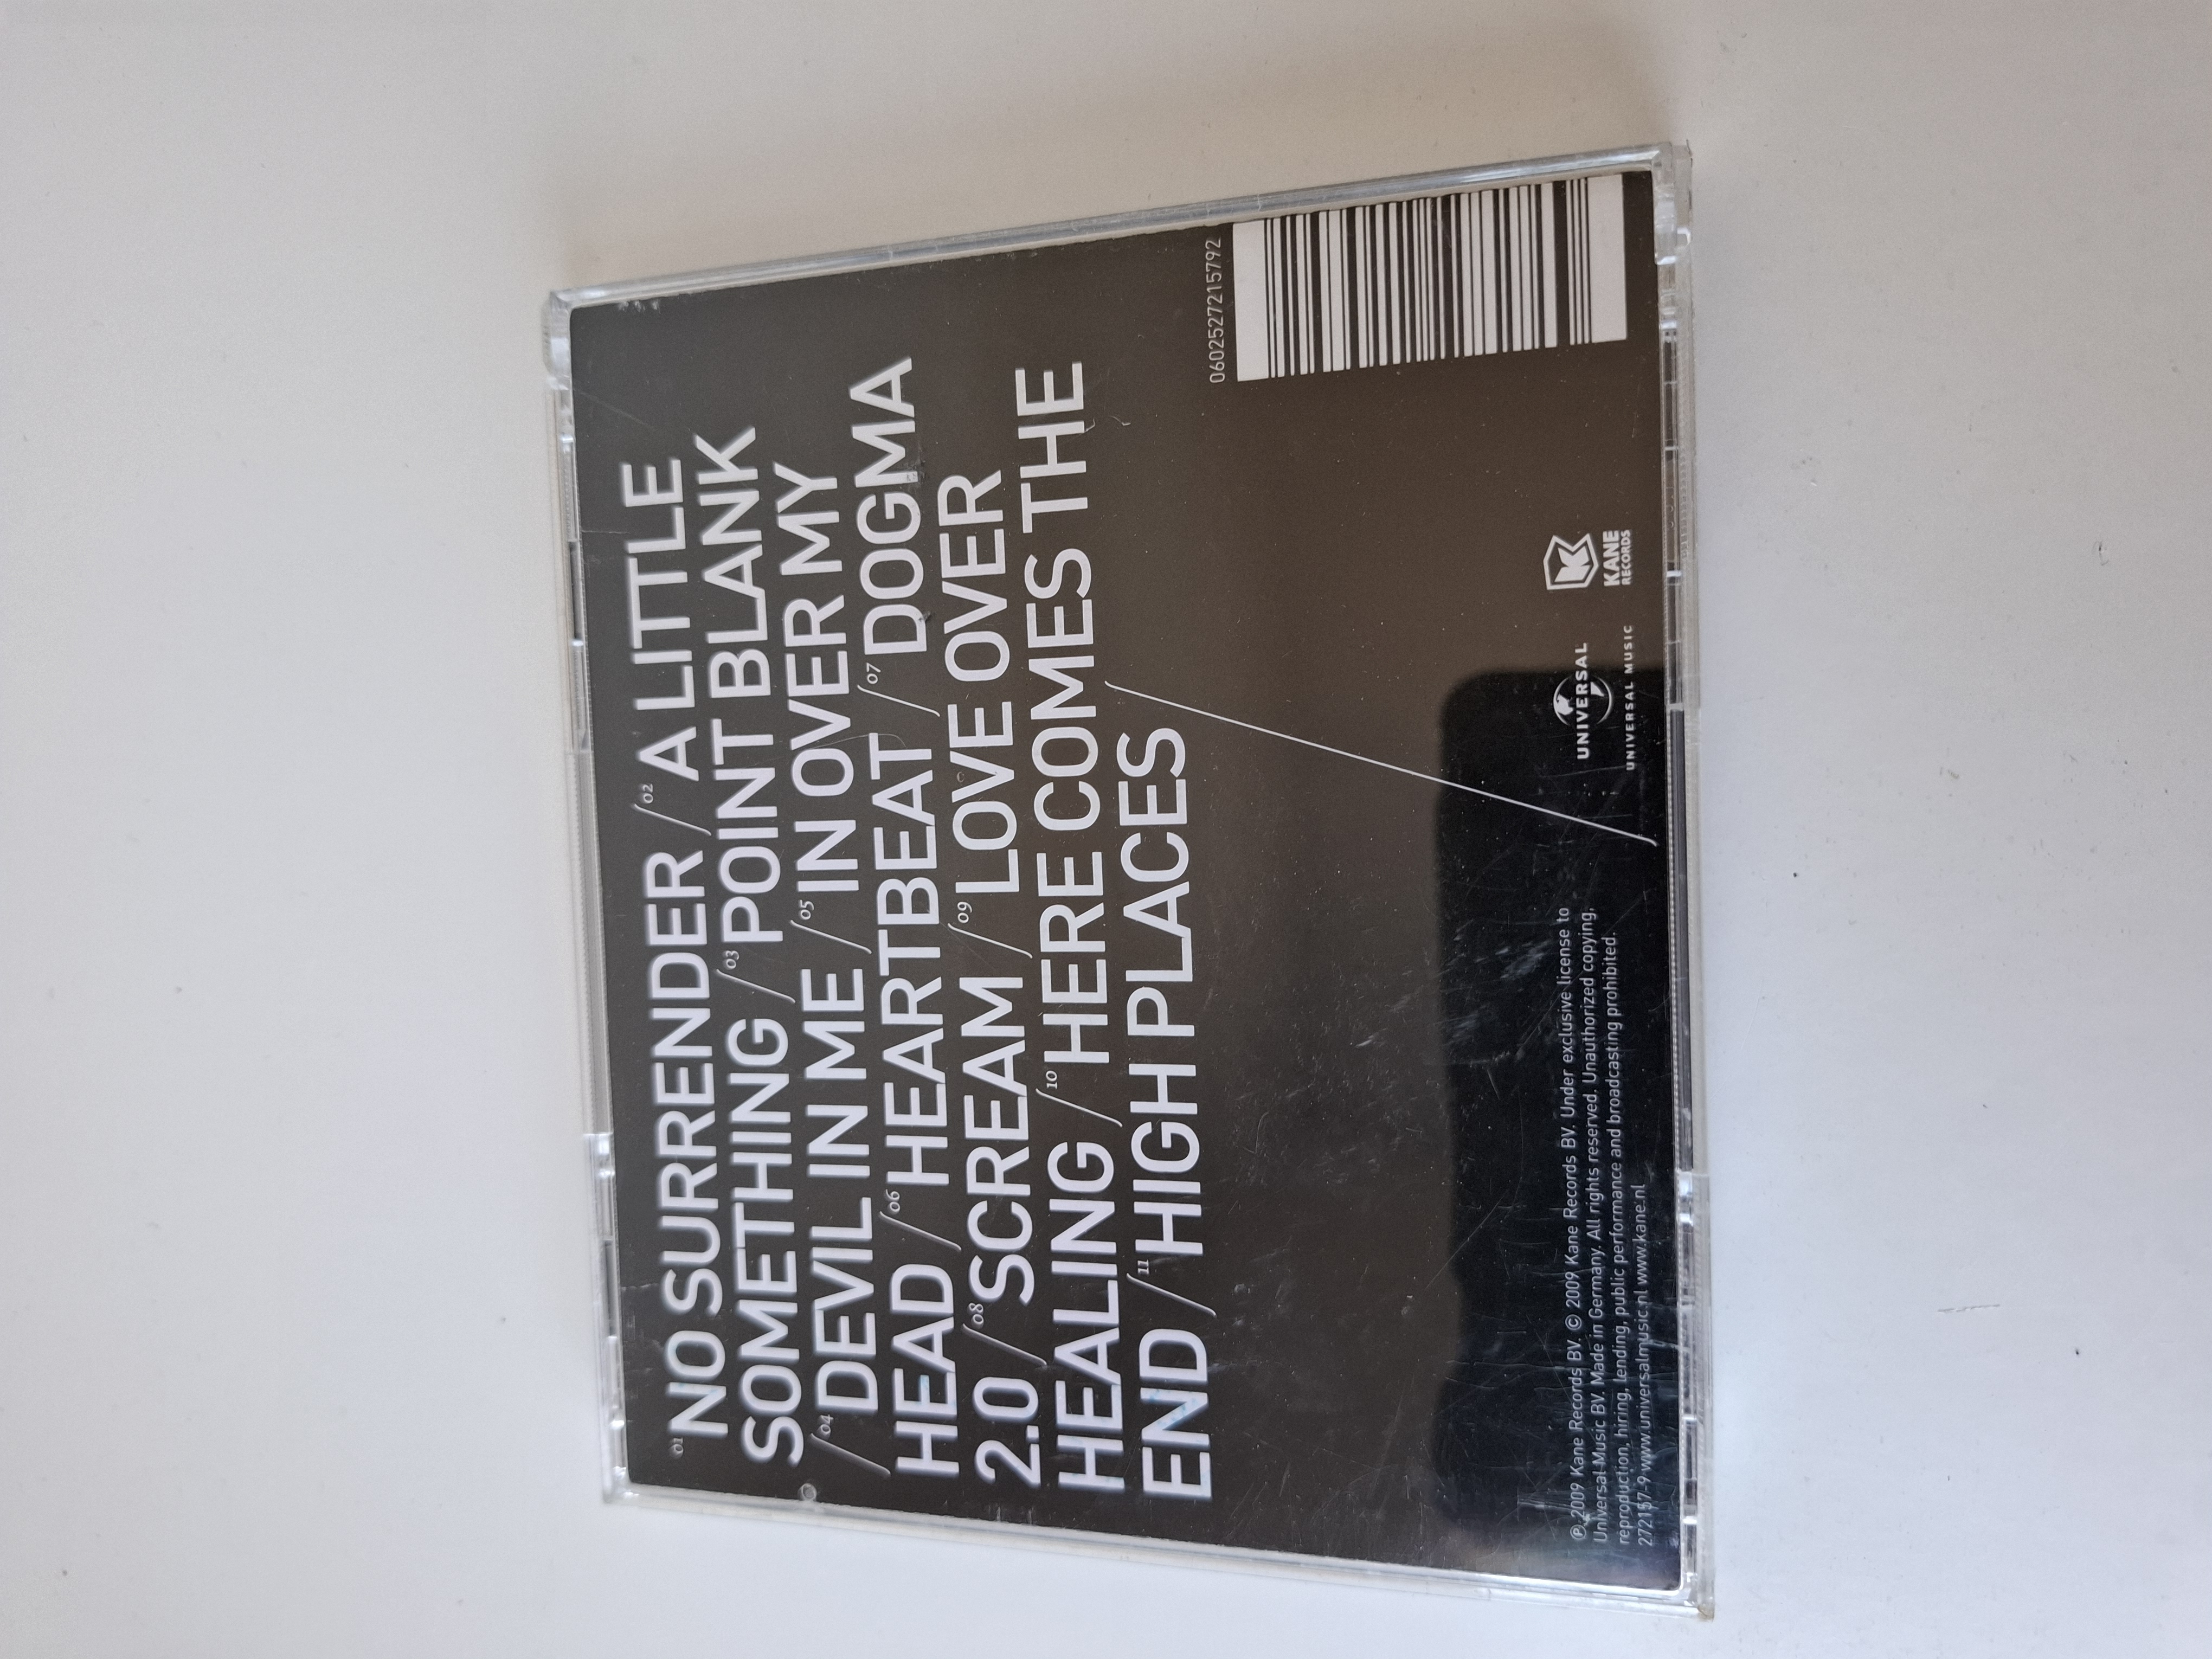 01 NO SURRENDER / 02 A LITTLE
SOMETHING / 03 POINT BLANK
/ 04 DEVIL IN ME / 05 IN OVER MY
HEAD / 06 HEARTBEAT / 07 DOGMA
2.0 / 08 SCREAM / 09 LOVE OVER
HEALING / 10 HERE COMES THE
END / 11 HIGH PLACES
0602527215792
℗ 2009 Kane Records BV. © 2009 Kane Records BV. Under exclusive license to
Universal Music BV. Made in Germany. All rights reserved. Unauthorized copying,
reproduction, hiring, lending, public performance and broadcasting prohibited.
272157-9 www.universalmusic.nl www.kane.nl
UNIVERSAL
UNIVERSAL MUSIC
KANE
RECORDS